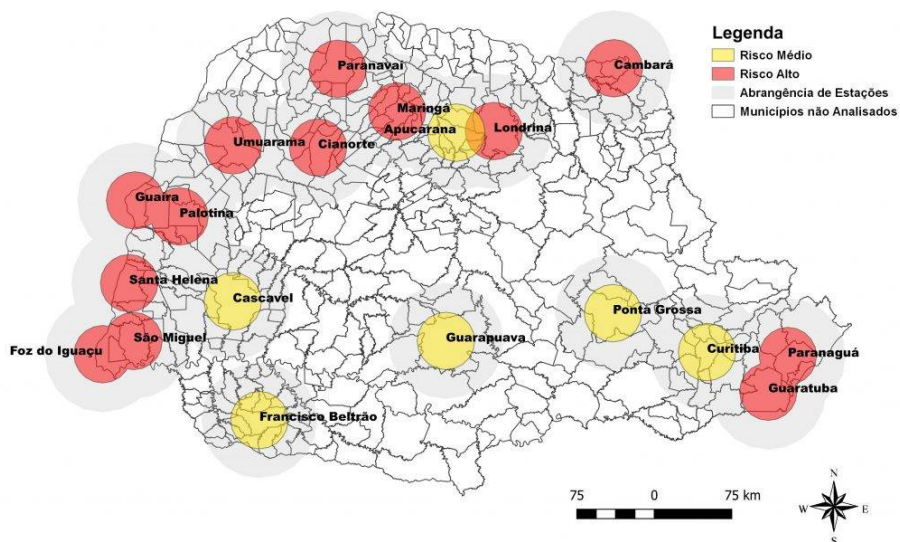 Legenda
Risco Médio
Risco Alto
Abrangência de Estações
Municípios não Analisados
Paranavaí
Cambará
Maringá
Apucarana
Londrina
Umuarama
Cianorte
Guaíra
Palotina
Santa Helena
Cascavel
Ponta Grossa
São Miguel
Guarapuava
Foz do Iguaçu
Curitiba
Paranaguá
Guaratuba
Francisco Beltrão
75 0 75 km
N
W E
S